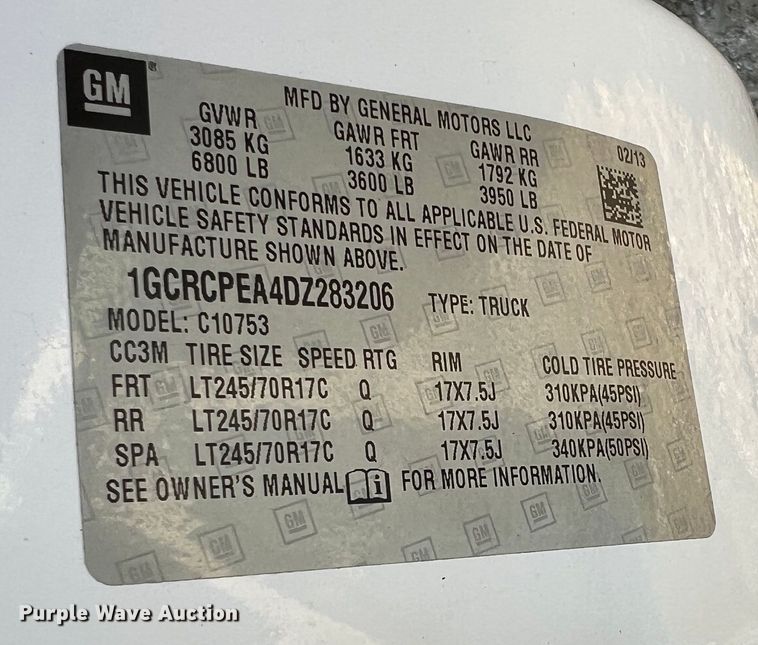 GM
MFD BY GENERAL MOTORS LLC
GVWR GAWR FRT GAWR RR 02/13
3085 KG 1633 KG 1792 KG
6800 LB 3600 LB 3950 LB
THIS VEHICLE CONFORMS TO ALL APPLICABLE U.S. FEDERAL MOTOR
VEHICLE SAFETY STANDARDS IN EFFECT ON THE DATE OF
MANUFACTURE SHOWN ABOVE.
1GCRCPEA4DZ283206 TYPE: TRUCK
MODEL: C10753
CC3M TIRE SIZE SPEED RTG RIM COLD TIRE PRESSURE
FRT LT245/70R17C Q 17X7.5J 310KPA(45PSI)
RR LT245/70R17C Q 17X7.5J 310KPA(45PSI)
SPA LT245/70R17C Q 17X7.5J 340KPA(50PSI)
SEE OWNER'S MANUAL i FOR MORE INFORMATION.
Purple Wave Auction